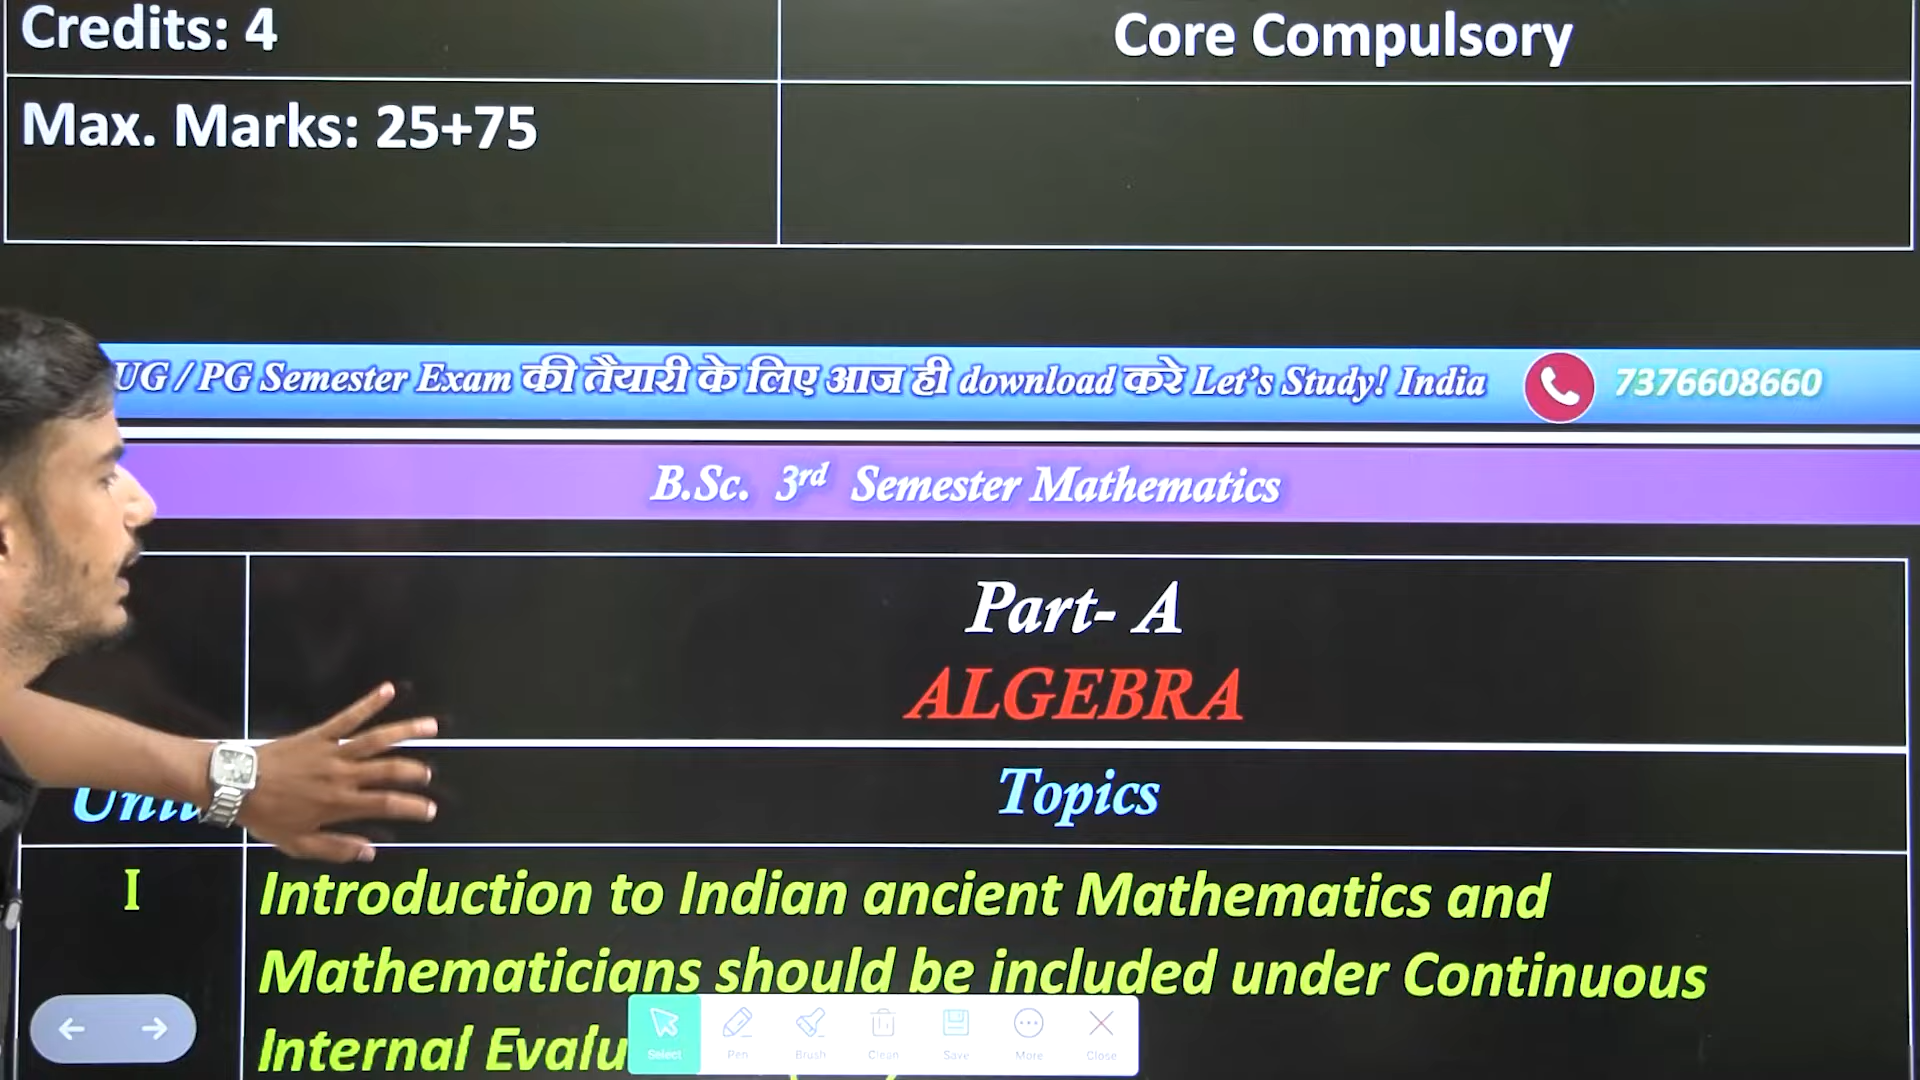 Credits: 4
Core Compulsory
Max. Marks: 25+75
UG / PG Semester Exam की तैयारी के लिए आज ही download करे Let's Study! India
7376608660
B.Sc. 3rd Semester Mathematics
Part- A
ALGEBRA
Topics
I
Introduction to Indian ancient Mathematics and
Mathematicians should be included under Continuous
Internal
Select
Pen
Brush
Clean
Save
More
Close